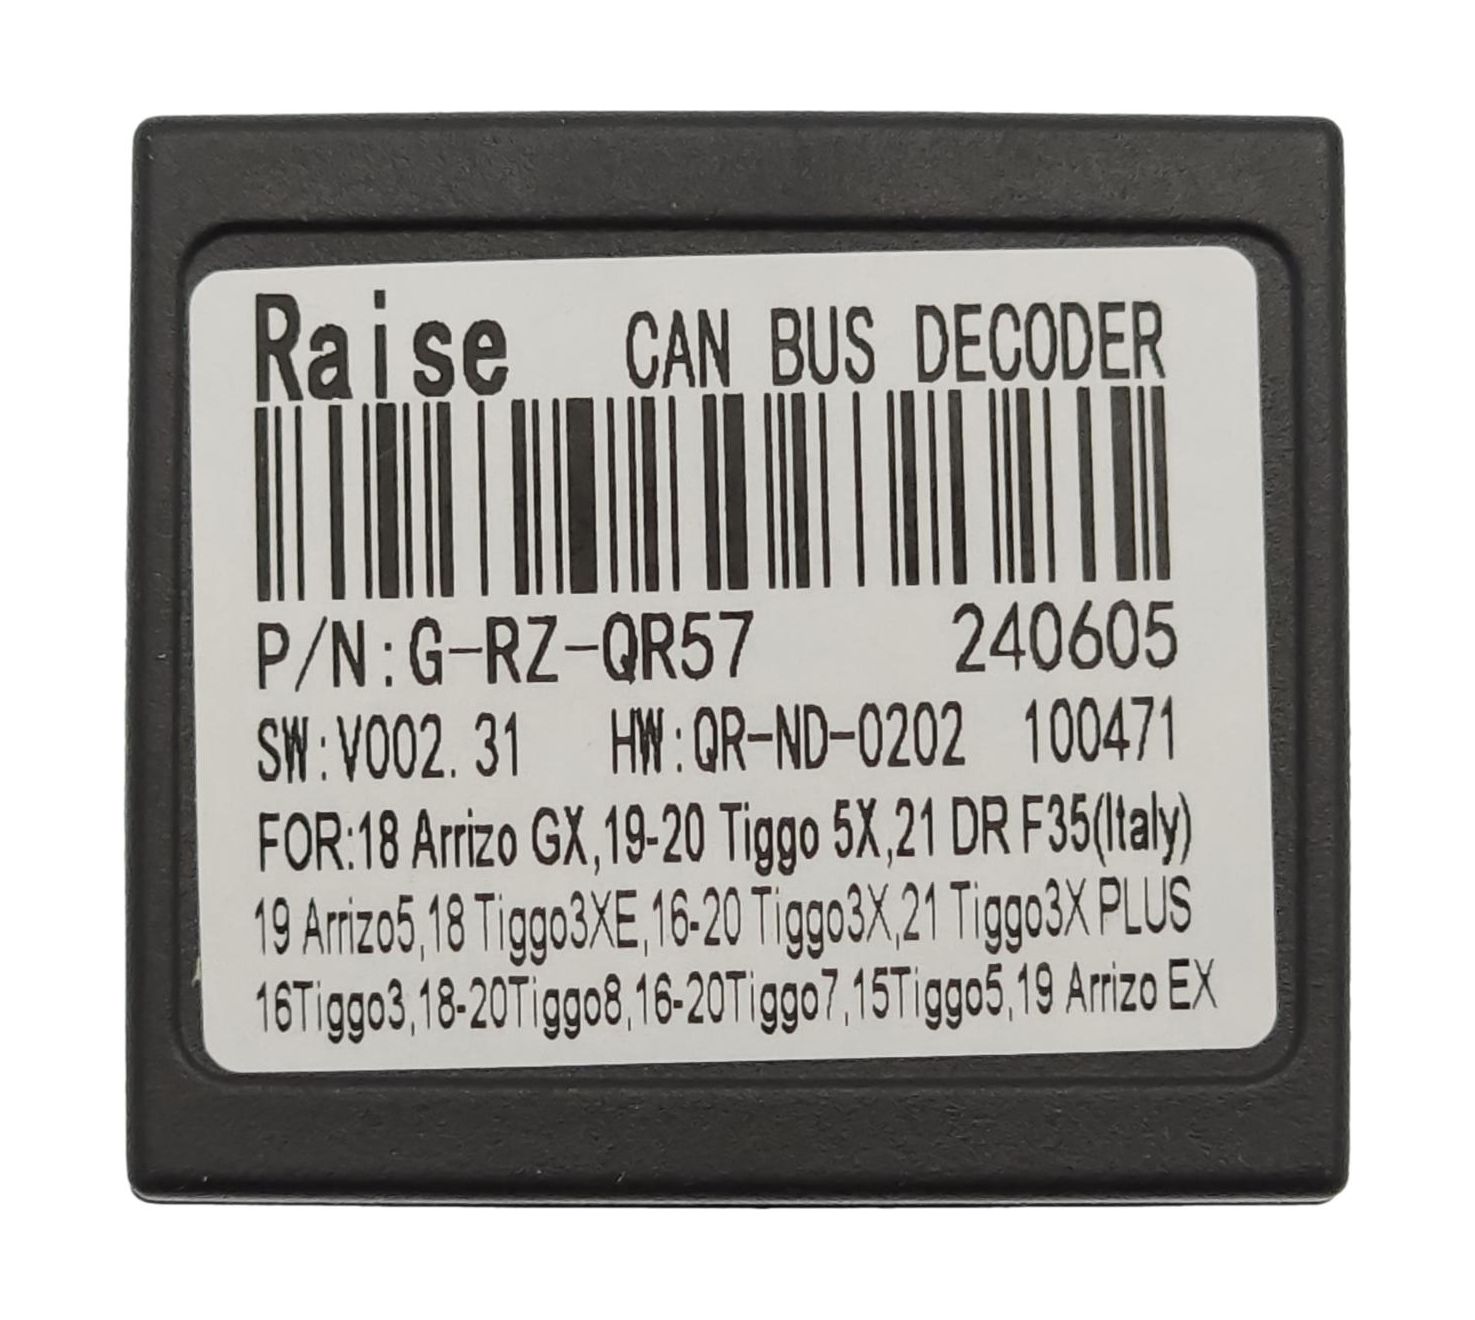 Raise CAN BUS DECODER
P/N:G-RZ-QR57 240605
SW:V002.31 HW:QR-ND-0202 100471
FOR:18 Arrizo GX,19-20 Tiggo 5X,21 DR F35(Italy)
19 Arrizo5,18 Tiggo3XE,16-20 Tiggo3X,21 Tiggo3X PLUS
16Tiggo3,18-20Tiggo8,16-20Tiggo7,15Tiggo5,19 Arrizo EX